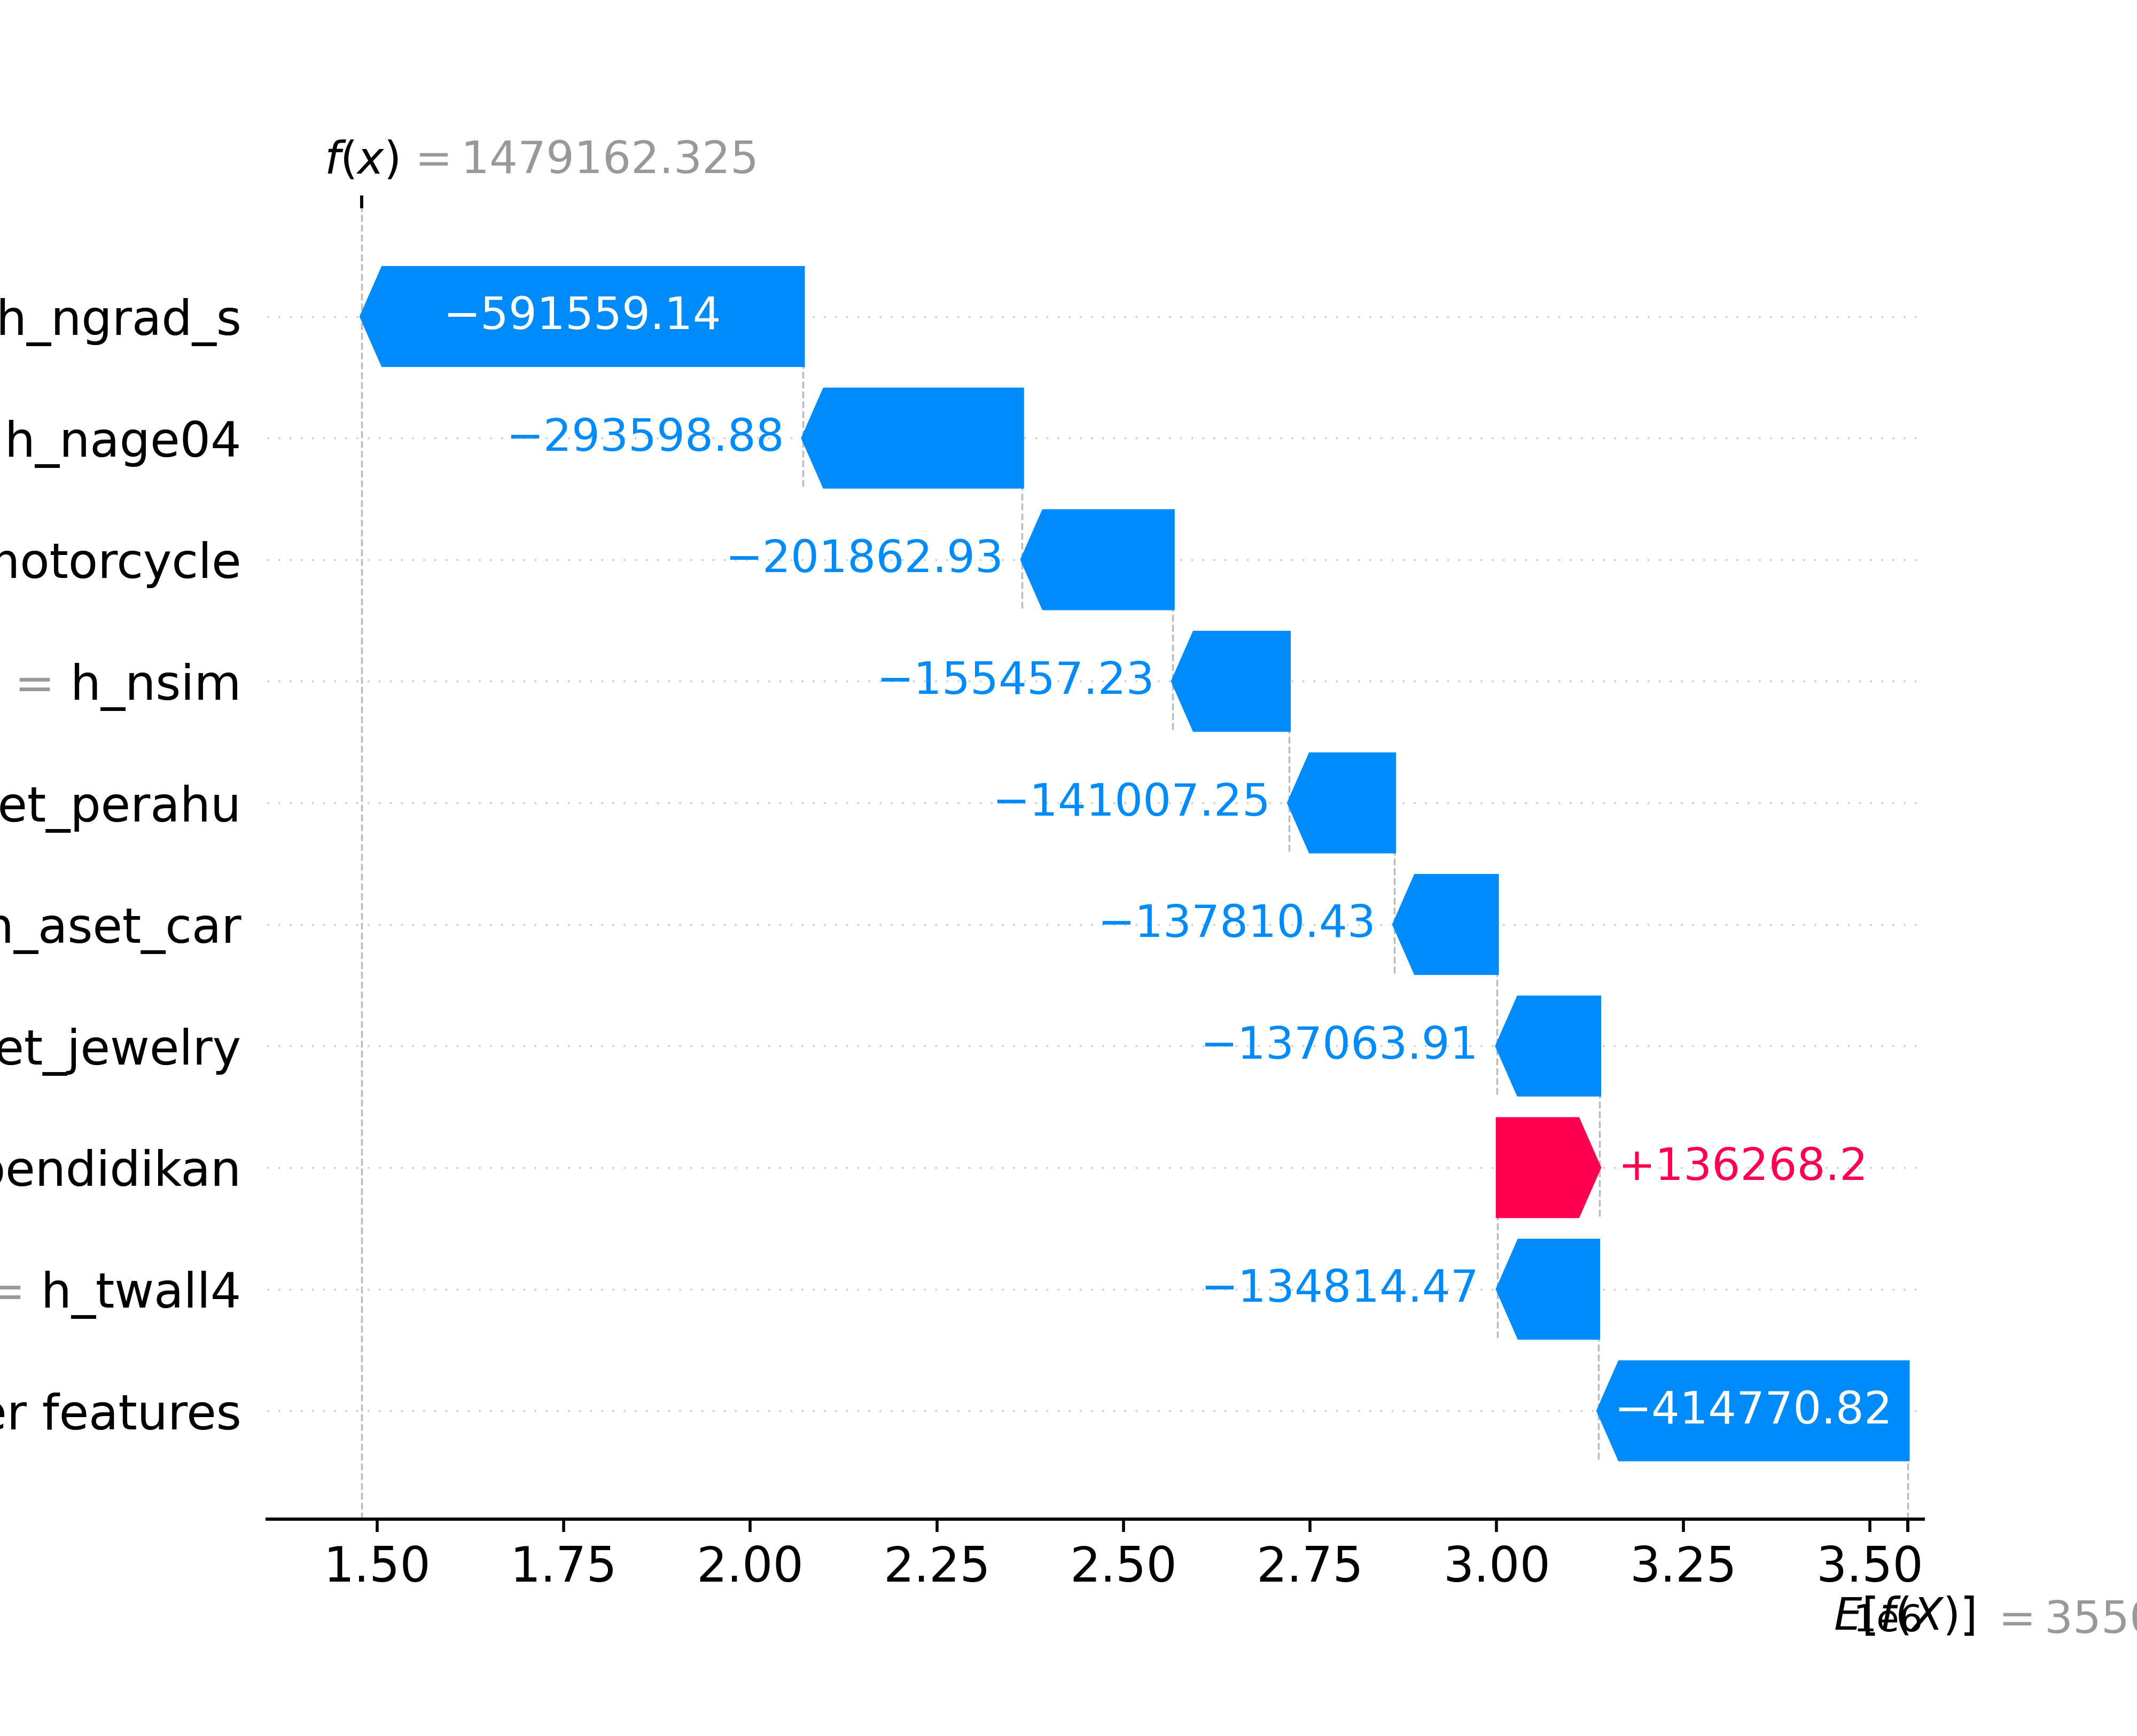 f(x) = 1479162.325
h_ngrad_s −591559.14
h_nage04 −293598.88
notorcycle −201862.93
= h_nsim −155457.23
et_perahu −141007.25
n_aset_car −137810.43
et_jewelry −137063.91
pendidikan +136268.2
= h_twall4 −134814.47
er features −414770.82
1.50 1.75 2.00 2.25 2.50 2.75 3.00 3.25 3.50
1e6
E[f(X)] = 3550